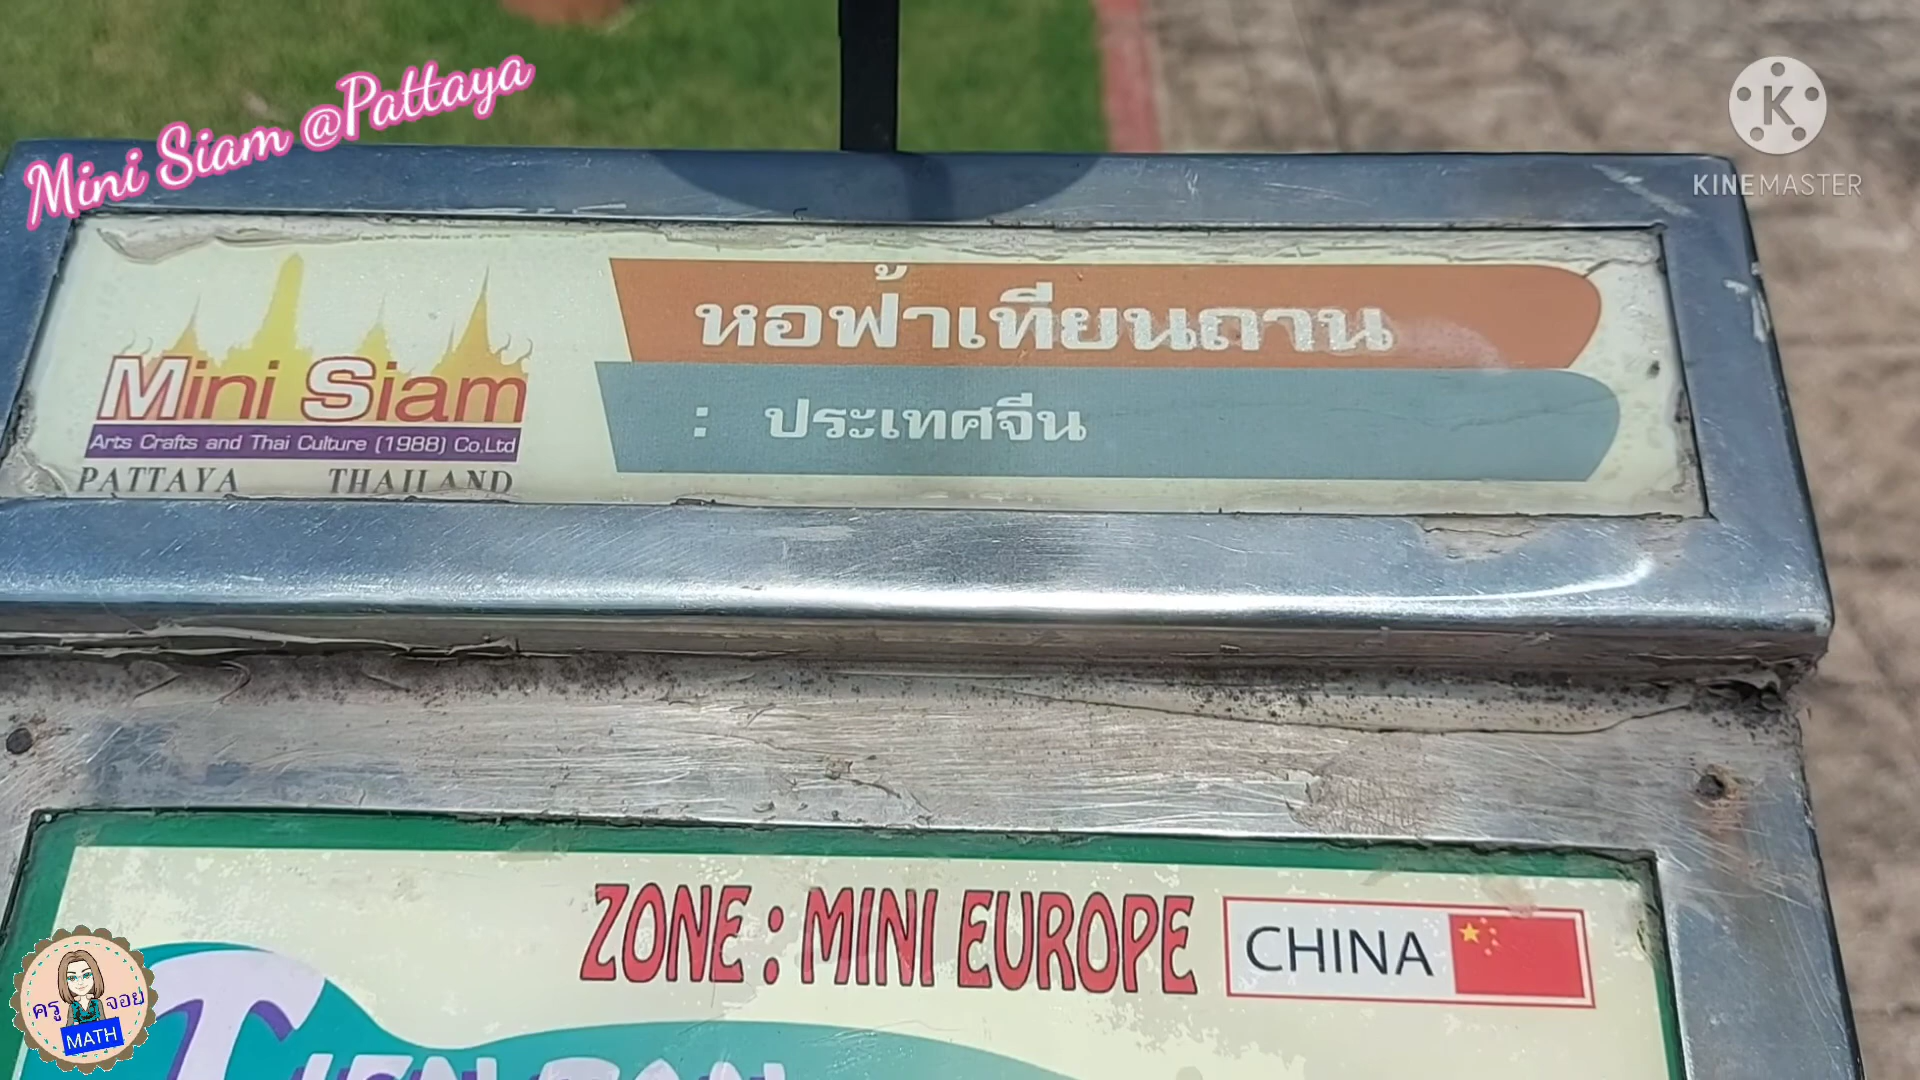 Mini Siam @Pattaya
K
KINEMASTER
หอฟ้าเทียนถาน
: ประเทศจีน
Mini Siam
Arts Crafts and Thai Culture (1988) Co,Ltd
PATTAYA THAILAND
ZONE : MINI EUROPE
CHINA
ครูจอย
MATH